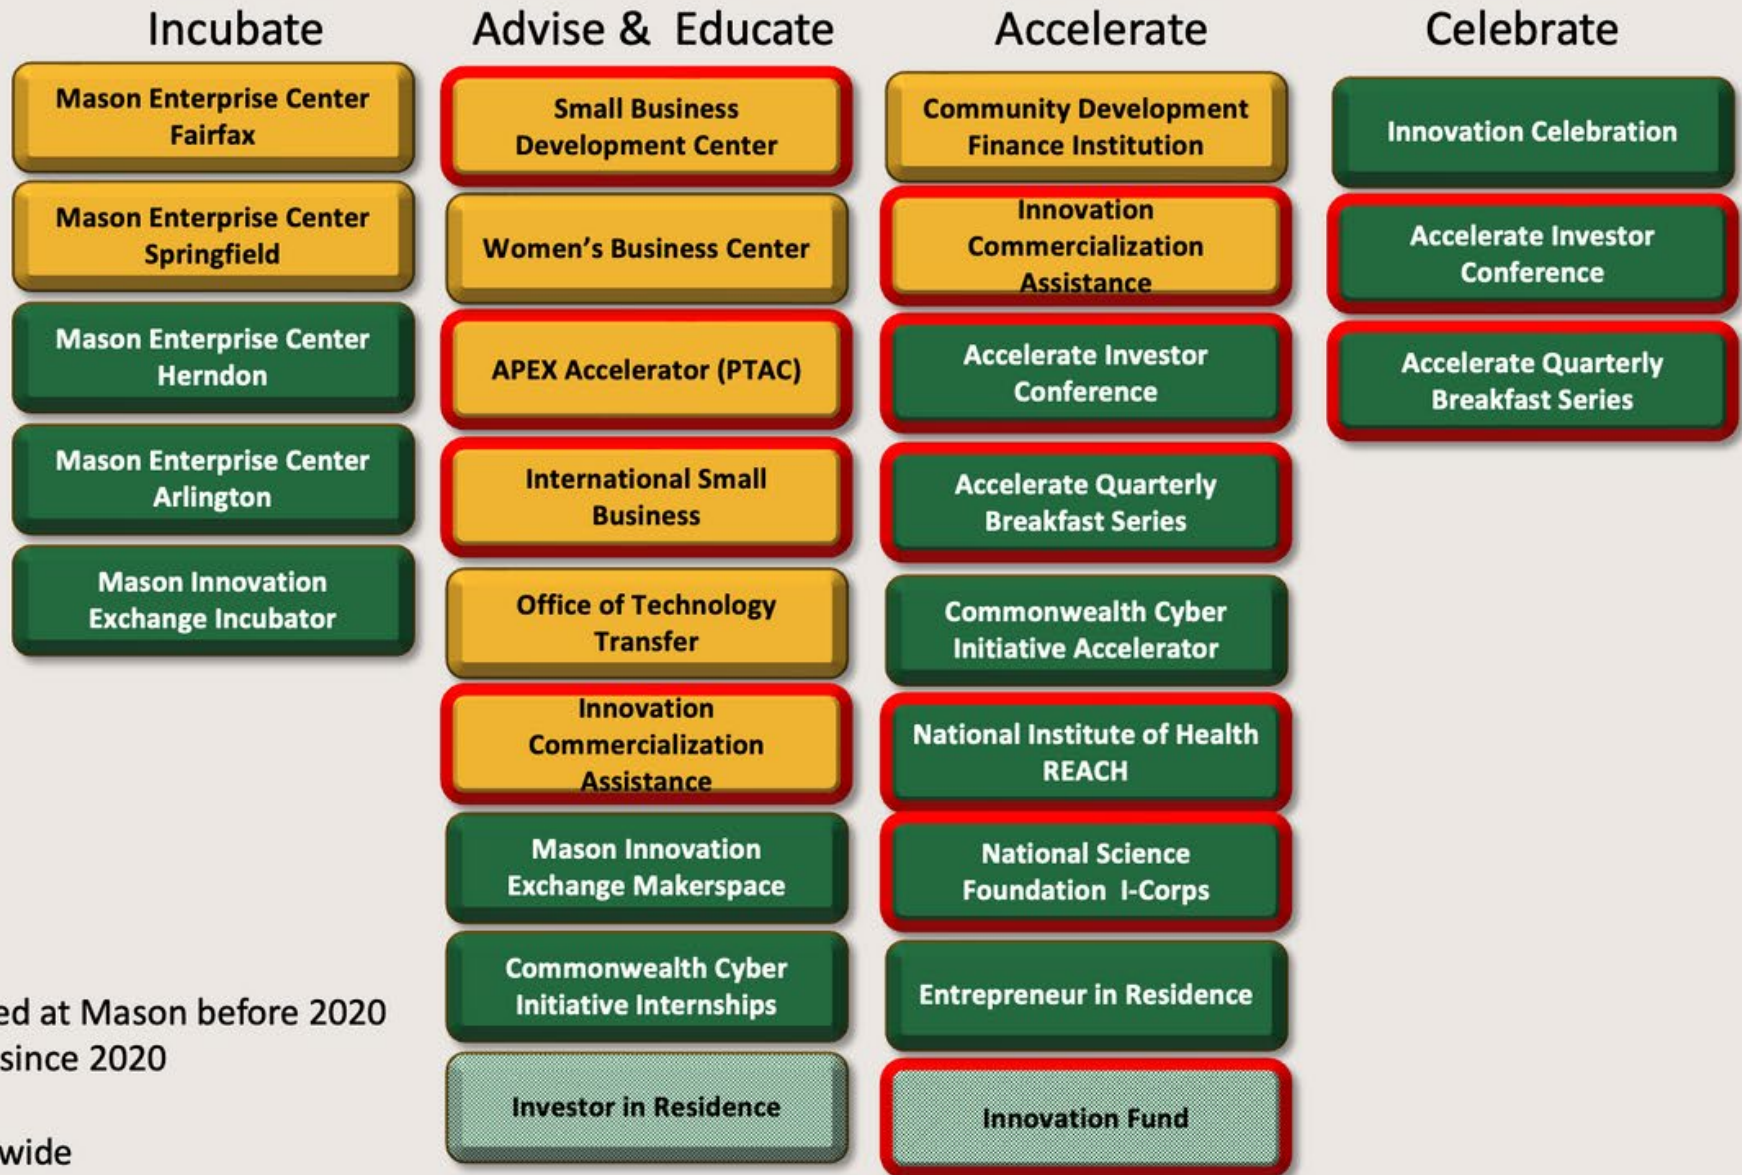 Incubate
Mason Enterprise Center
Fairfax
Mason Enterprise Center
Springfield
Mason Enterprise Center
Herndon
Mason Enterprise Center
Arlington
Mason Innovation
Exchange Incubator
Advise &  Educate
Small Business
Development Center
Women’s Business Center
APEX Accelerator (PTAC)
International Small
Business
Office of Technology
Transfer
Innovation
Commercialization
Assistance
Mason Innovation
Exchange Makerspace
Commonwealth Cyber
Initiative Internships
Investor in Residence
Accelerate
Community Development
Finance Institution
Innovation
Commercialization
Assistance
Accelerate Investor
Conference
Accelerate Quarterly
Breakfast Series
Commonwealth Cyber
Initiative Accelerator
National Institute of Health
REACH
National Science
Foundation  I-Corps
Entrepreneur in Residence
Innovation Fund
Celebrate
Innovation Celebration
Accelerate Investor
Conference
Accelerate Quarterly
Breakfast Series
at Mason before 2020
since 2020